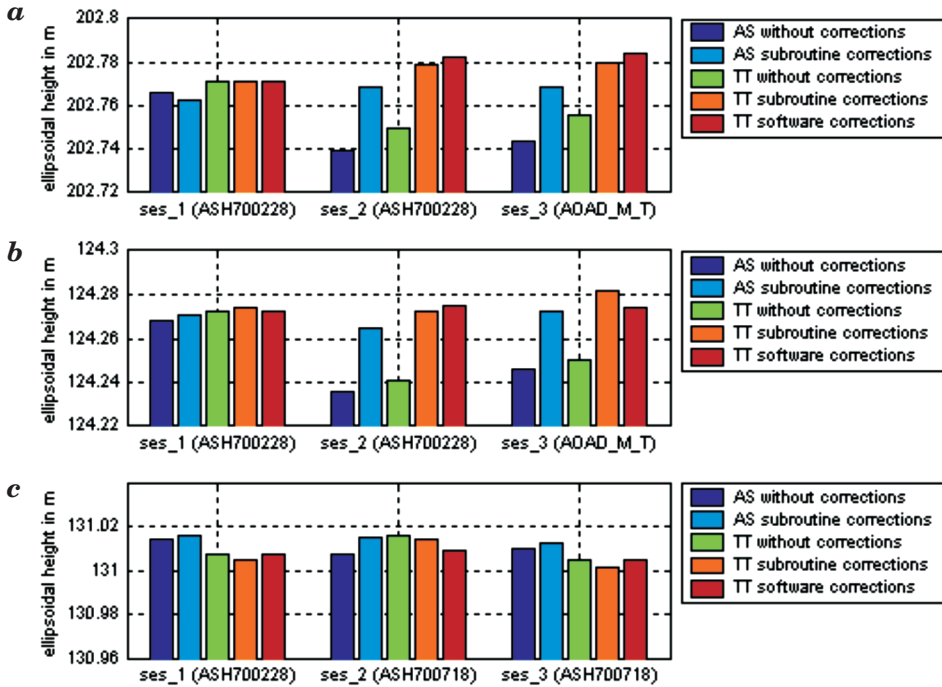 a
ellipsoidal height in m
202.8
202.78
202.76
202.74
202.72
ses_1 (ASH700228)
ses_2 (ASH700228)
ses_3 (AOAD_M_T)
AS without corrections
AS subroutine corrections
TT without corrections
TT subroutine corrections
TT software corrections
b
ellipsoidal height in m
124.3
124.28
124.26
124.24
124.22
ses_1 (ASH700228)
ses_2 (ASH700228)
ses_3 (AOAD_M_T)
AS without corrections
AS subroutine corrections
TT without corrections
TT subroutine corrections
TT software corrections
c
ellipsoidal height in m
131.02
131
130.98
130.96
ses_1 (ASH700228)
ses_2 (ASH700718)
ses_3 (ASH700718)
AS without corrections
AS subroutine corrections
TT without corrections
TT subroutine corrections
TT software corrections